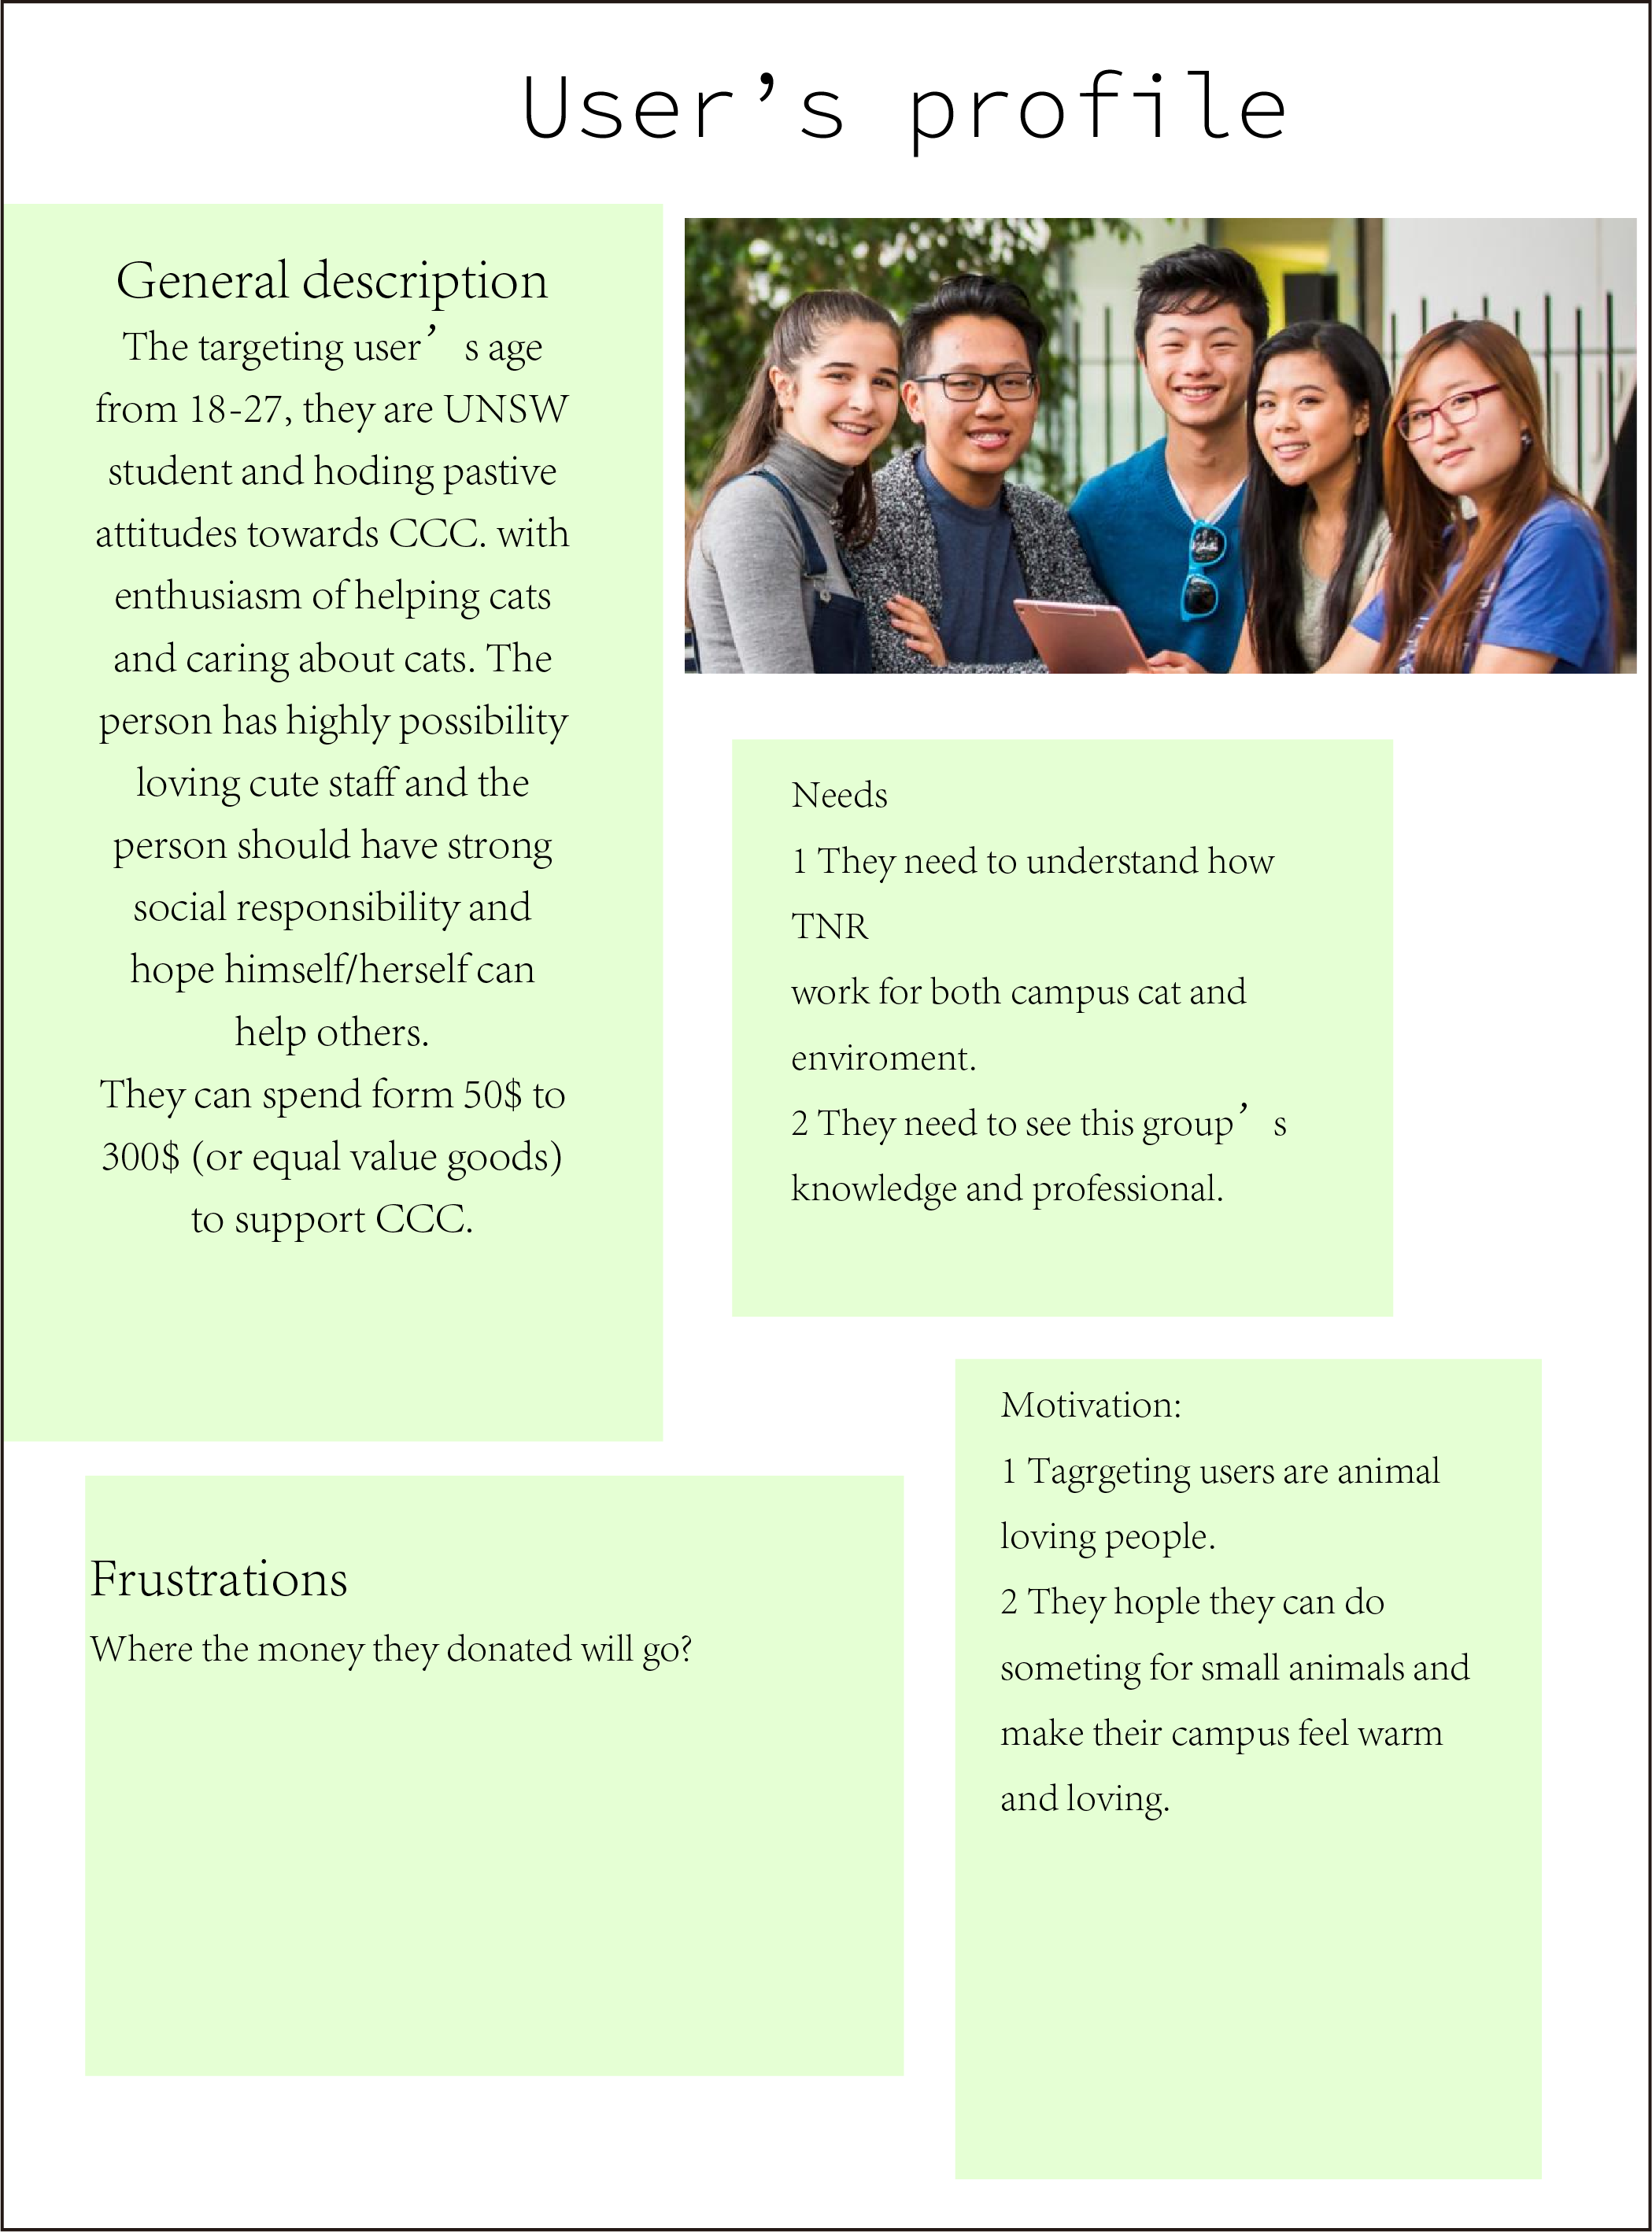 User’s profile
General description
The targeting user’s age
from 18-27, they are UNSW
student and hoding pastive
attitudes towards CCC. with
enthusiasm of helping cats
and caring about cats. The
person has highly possibility
loving cute staff and the
person should have strong
social responsibility and
hope himself/herself can
help others.
They can spend form 50$ to
300$ (or equal value goods)
to support CCC.
Needs
1 They need to understand how
TNR
work for both campus cat and
enviroment.
2 They need to see this group’s
knowledge and professional.
Motivation:
1 Tagrgeting users are animal
loving people.
2 They hople they can do
someting for small animals and
make their campus feel warm
and loving.
Frustrations
Where the money they donated will go?